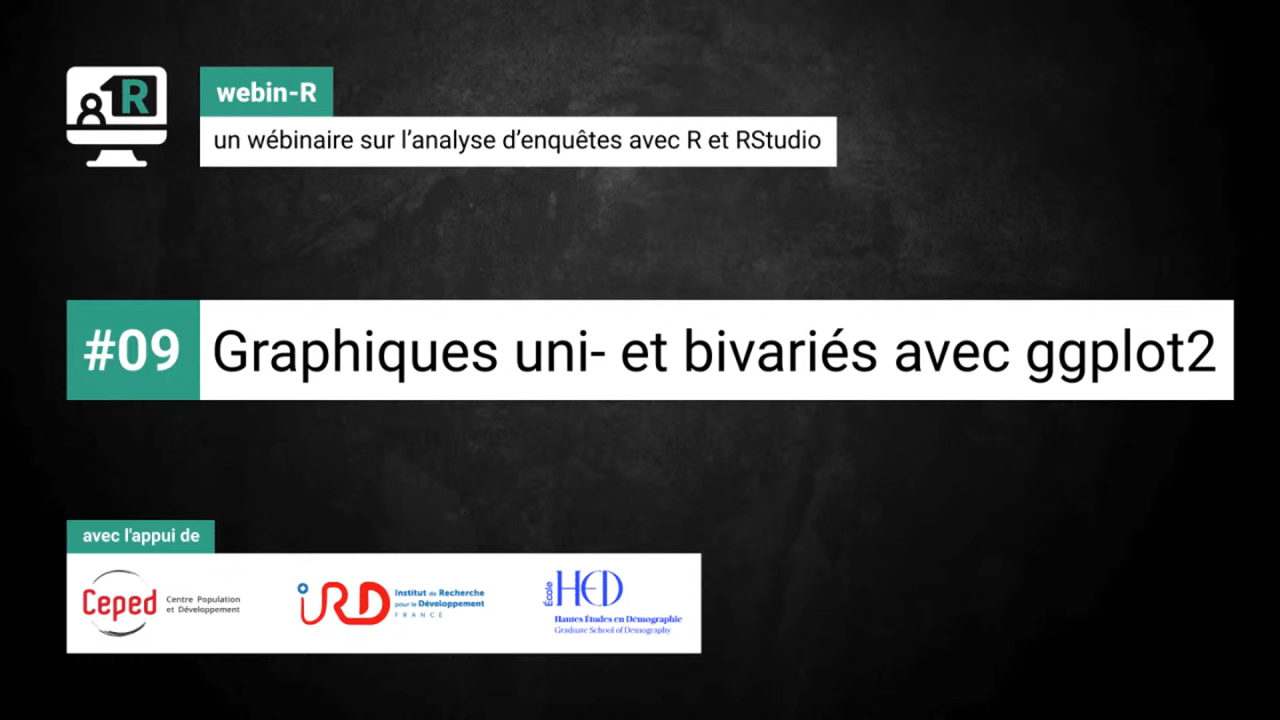 R
webin-R
un wébinaire sur l’analyse d’enquêtes avec R et RStudio
#09 Graphiques uni- et bivariés avec ggplot2
avec l'appui de
Ceped
Centre Population
et Développement
iRD
Institut de Recherche
pour le Développement
FRANCE
École
HED
Hautes Études en Démographie
Graduate School of Demography